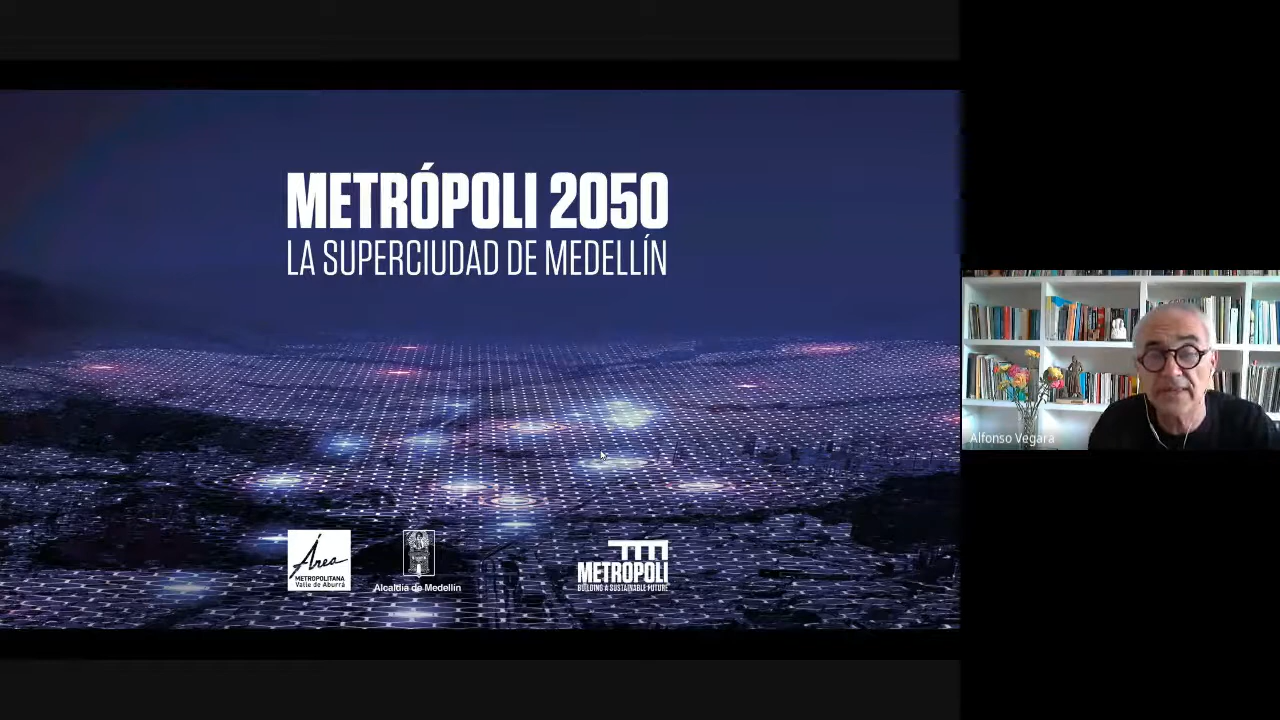 METRÓPOLI 2050
LA SUPERCIUDAD DE MEDELLÍN
Área
METROPOLITANA
Valle de Aburrá
Alcaldía de Medellín
METROPOLI
BUILDING A SUSTAINABLE FUTURE
Alfonso Vegara